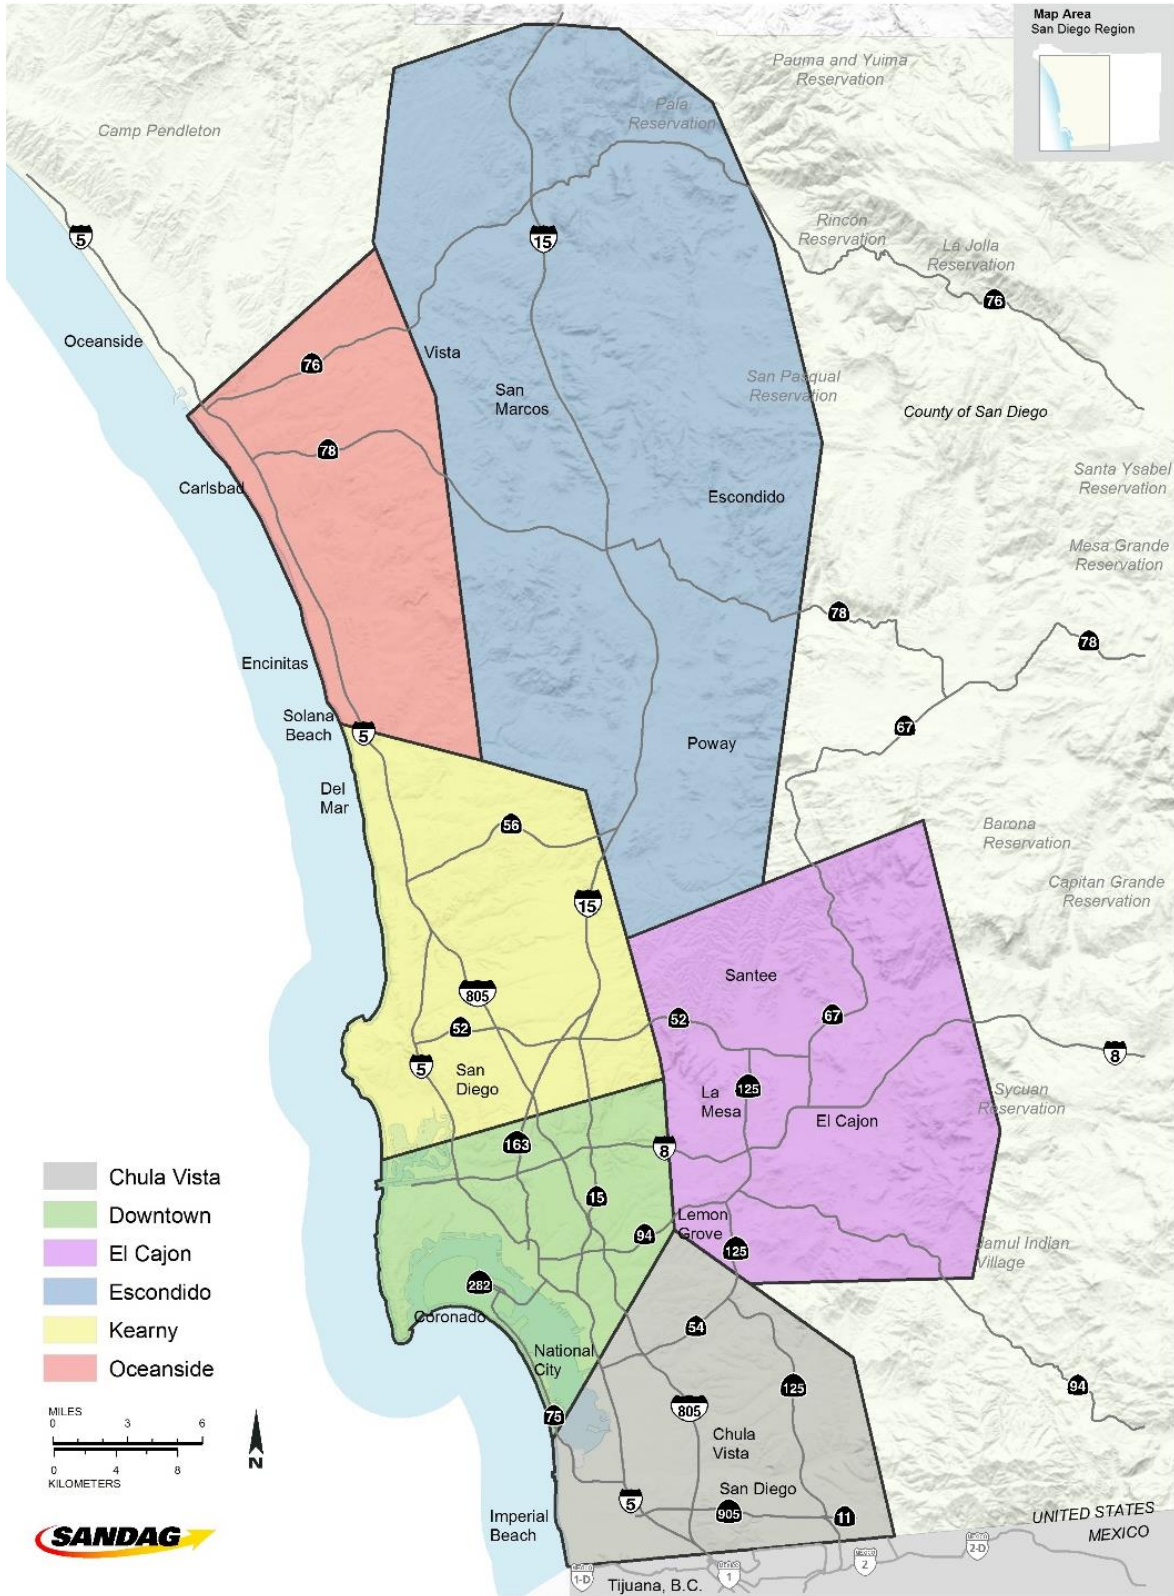 Map Area
San Diego Region
Pauma and Yuima
Reservation
Pala
Reservation
Camp Pendleton
Rincon
Reservation
La Jolla
Reservation
5
15
76
Oceanside
Vista
76
San Pasqual
Reservation
San
Marcos
County of San Diego
78
Santa Ysabel
Reservation
Carlsbad
Escondido
Mesa Grande
Reservation
78
78
Encinitas
Solana
Beach
5
67
Poway
Del
Mar
56
Barona
Reservation
Capitan Grande
Reservation
15
Santee
805
52
52
67
8
5
San
Diego
La
Mesa
125
Sycuan
Reservation
El Cajon
163
8
15
Lemon
Grove
94
125
Jamul Indian
Village
282
Coronado
54
National
City
125
94
75
805
Chula
Vista
San Diego
5
905
11
Imperial
Beach
UNITED STATES
MEXICO
1-D
1
2
2-D
Tijuana, B.C.
Chula Vista
Downtown
El Cajon
Escondido
Kearny
Oceanside
MILES
0 3 6
0 4 8
KILOMETERS
N
SANDAG